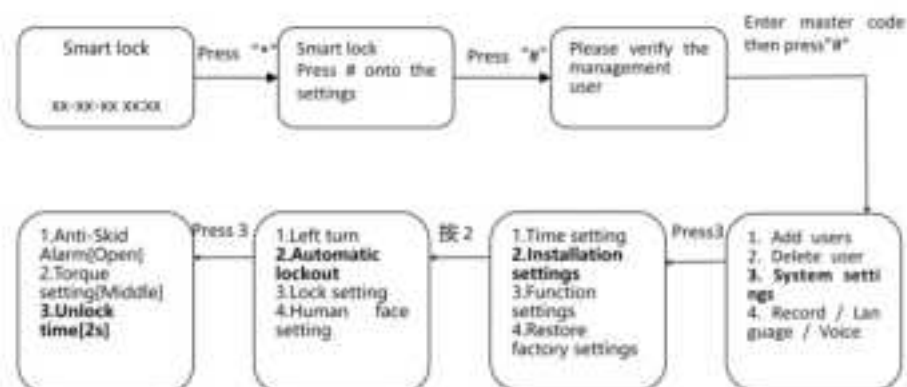 Smart lock
xx-xx-xx xx:xx
Press "*"
Smart lock
Press # onto the
settings
Press "#"
Please verify the
management
user
Enter master code
then press"#"
1. Add users
2. Delete user
3. System setti
ngs
4. Record / Lan
guage / Voice
Press3
1.Time setting
2.Installation
settings
3.Function
settings
4.Restore
factory settings
按 2
1.Left turn
2.Automatic
lockout
3.Lock setting
4.Human face
setting
Press 3
1.Anti-Skid
Alarm[Open]
2.Torque
setting[Middle]
3.Unlock
time[2s]